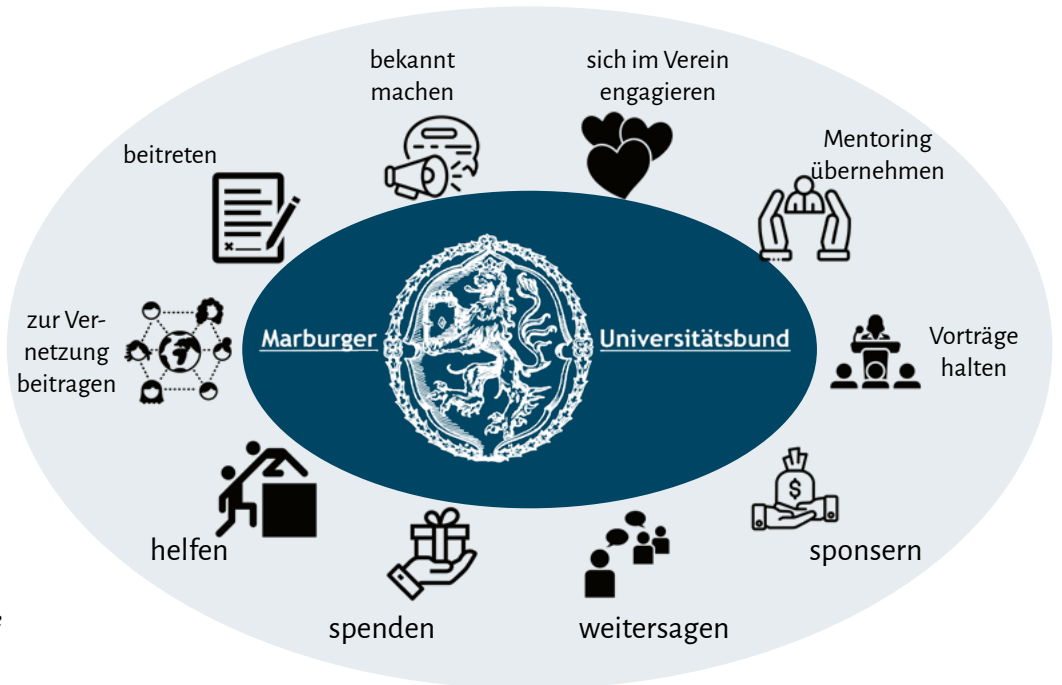 bekannt
machen
sich im Verein
engagieren
Mentoring
übernehmen
beitreten
zur Ver-
netzung
beitragen
Marburger
Universitätsbund
Vorträge
halten
$
helfen
sponsern
spenden
weitersagen